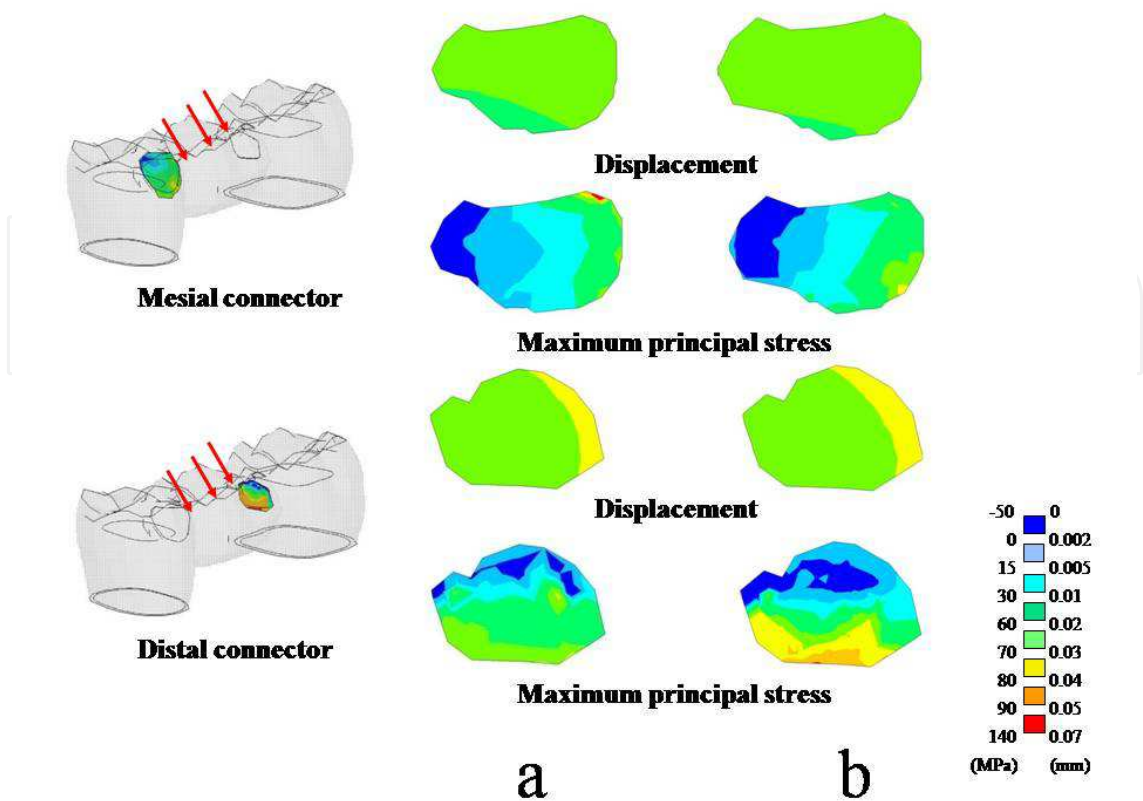 Displacement
Mesial connector
Maximum principal stress
Displacement
Distal connector
Maximum principal stress
-50 0
0 0.002
15 0.005
30 0.01
60 0.02
70 0.03
80 0.04
90 0.05
140 0.07
(MPa) (mm)
a b